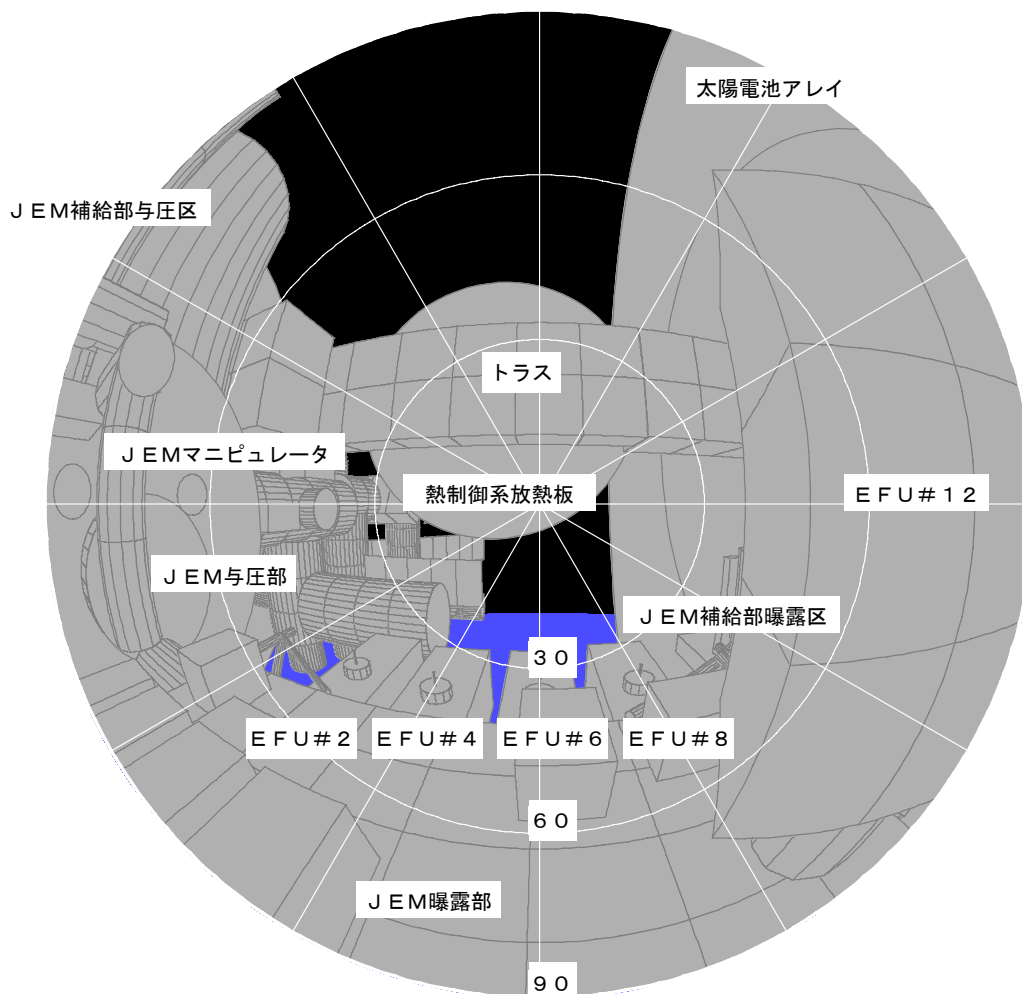 太陽電池アレイ
ＪＥＭ補給部与圧区
トラス
ＪＥＭマニピュレータ
熱制御系放熱板
ＥＦＵ＃１２
ＪＥＭ与圧部
ＪＥＭ補給部曝露区
３０
ＥＦＵ＃２
ＥＦＵ＃４
ＥＦＵ＃６
ＥＦＵ＃８
６０
ＪＥＭ曝露部
９０